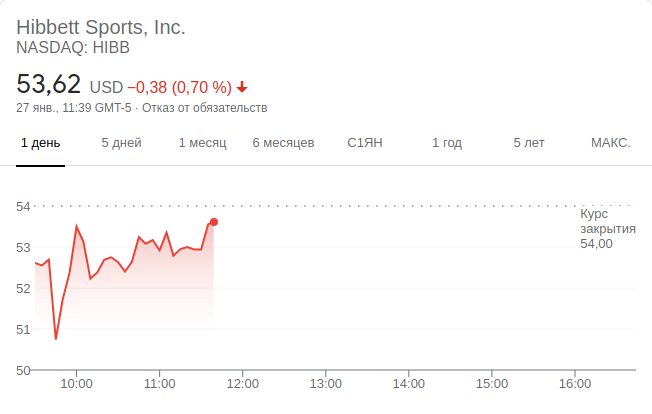 Hibbett Sports, Inc.
NASDAQ: HIBB
53,62 USD −0,38 (0,70 %)
27 янв., 11:39 GMT-5 · Отказ от обязательств
1 день 5 дней 1 месяц 6 месяцев С1ЯН 1 год 5 лет МАКС.
54
Курс
закрытия
54,00
53
52
51
50
10:00 11:00 12:00 13:00 14:00 15:00 16:00